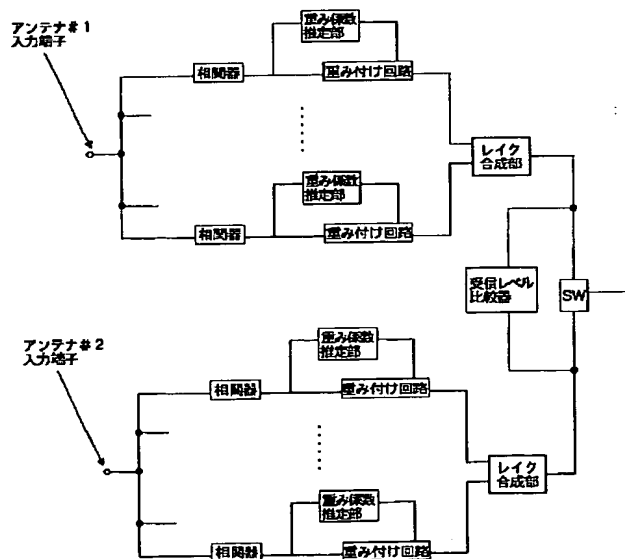 アンテナ#1
入力端子
重み係数
推定部
相関器
重み付け回路
レイク
合成部
重み係数
推定部
相関器
重み付け回路
受信レベル
比較器
SW
アンテナ#2
入力端子
重み係数
推定部
相関器
重み付け回路
レイク
合成部
重み係数
推定部
相関器
重み付け回路